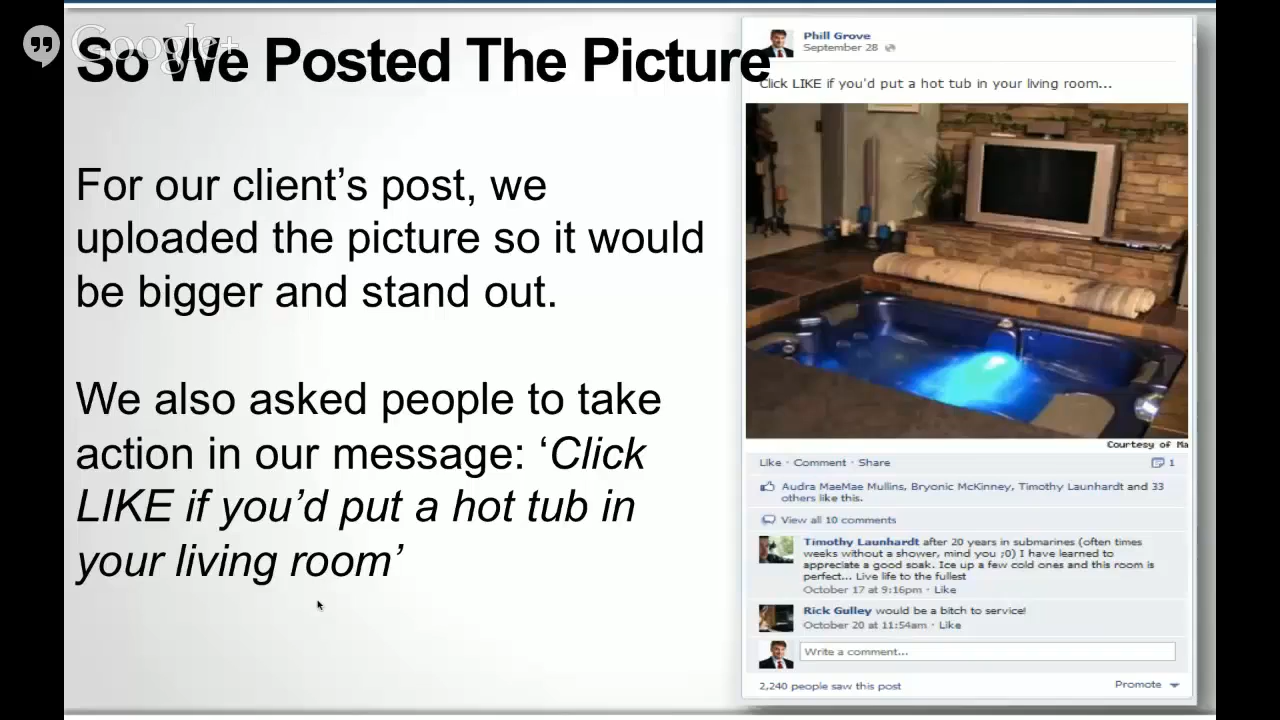 Google+
So We Posted The Picture
For our client’s post, we
uploaded the picture so it would
be bigger and stand out.
We also asked people to take
action in our message: ‘Click
LIKE if you’d put a hot tub in
your living room’
Phill Grove
September 28
Click LIKE if you'd put a hot tub in your living room...
Courtesy of Ma
Like · Comment · Share
1
Audra MaeMae Mullins, Bryonic McKinney, Timothy Launhardt and 33
others like this.
View all 10 comments
Timothy Launhardt after 20 years in submarines (often times
weeks without a shower, mind you ;0) I have learned to
appreciate a good soak. Ice up a few cold ones and this room is
perfect... Live life to the fullest
October 17 at 9:16pm · Like
Rick Gulley would be a bitch to service!
October 20 at 11:54am · Like
Write a comment...
2,240 people saw this post
Promote